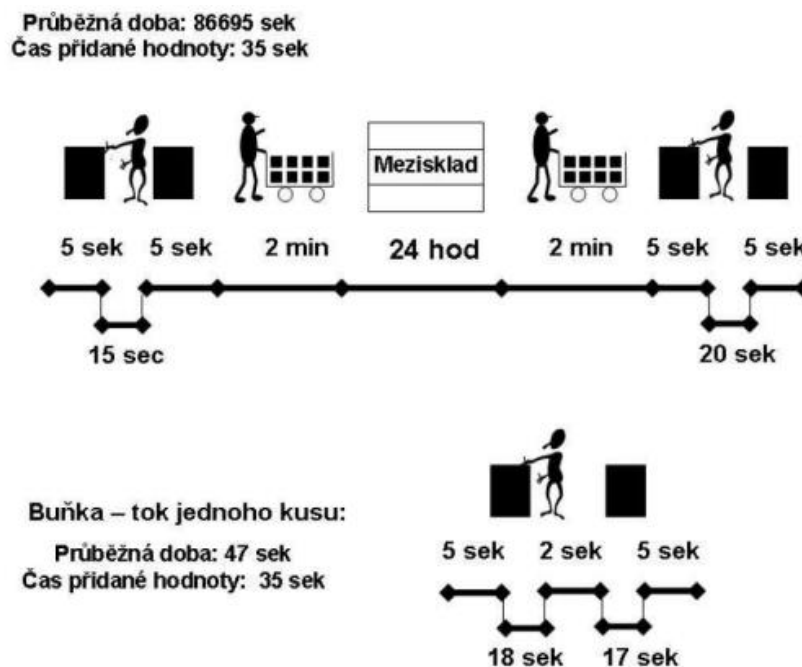 Průběžná doba: 86695 sek
Čas přidané hodnoty: 35 sek
Mezisklad
5 sek 5 sek 2 min 24 hod 2 min 5 sek 5 sek
15 sec 20 sek
Buňka – tok jednoho kusu:
Průběžná doba: 47 sek
Čas přidané hodnoty: 35 sek
5 sek 2 sek 5 sek
18 sek 17 sek